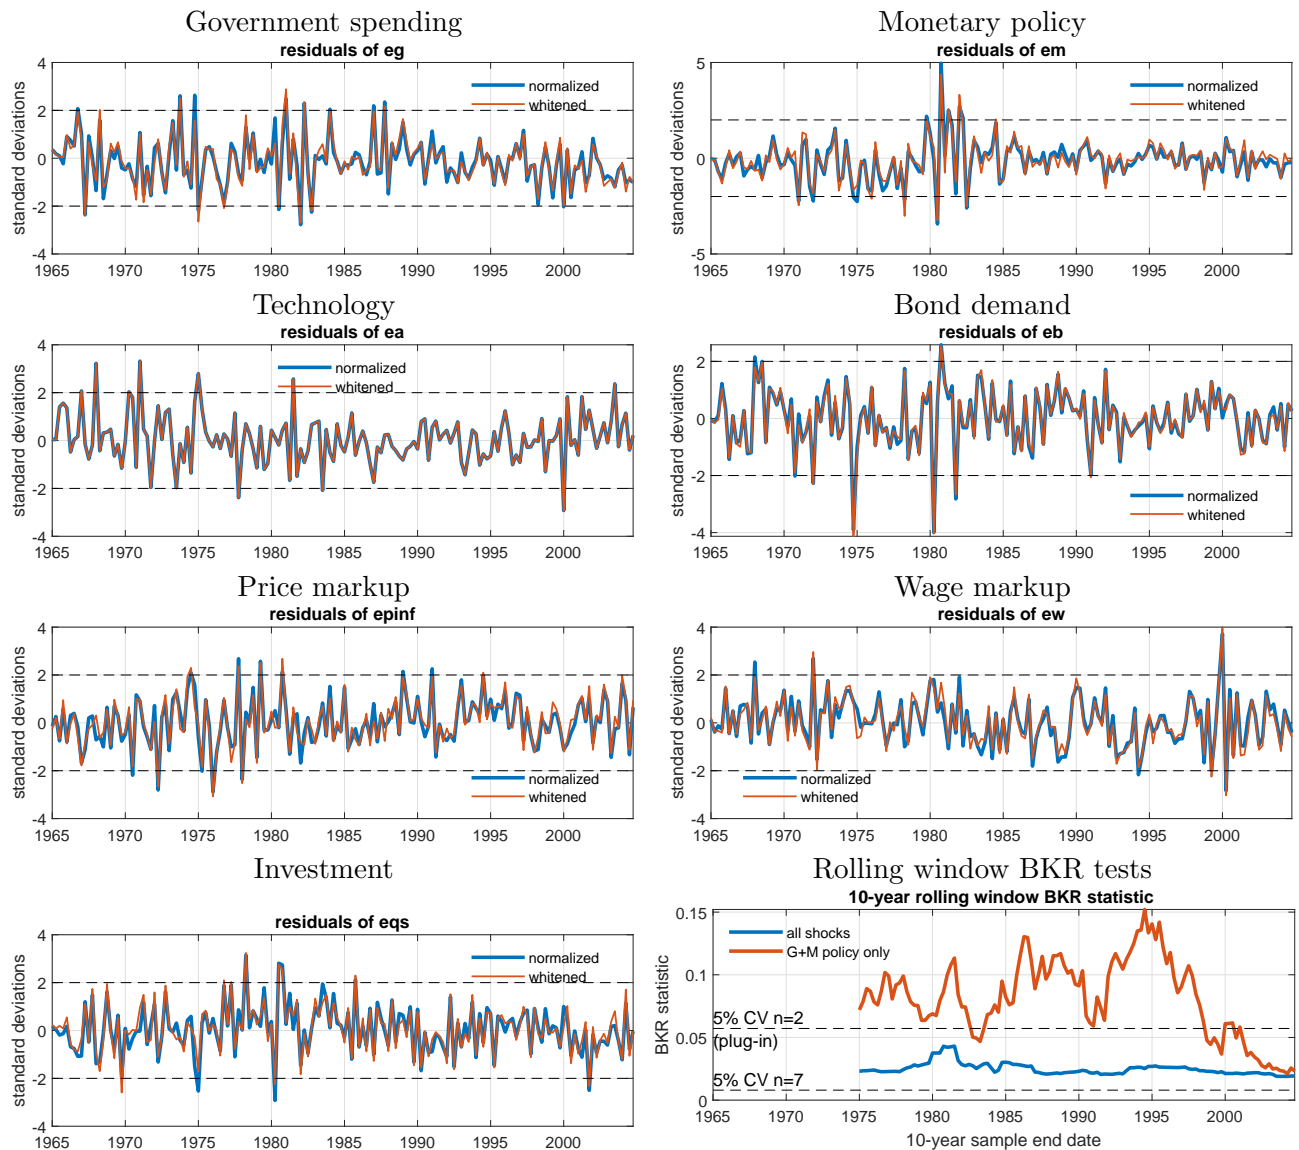 Government spending
residuals of eg
standard deviations
4
2
0
-2
-4
normalized
whitened
1965 1970 1975 1980 1985 1990 1995 2000
Monetary policy
residuals of em
standard deviations
5
0
-5
normalized
whitened
1965 1970 1975 1980 1985 1990 1995 2000
Technology
residuals of ea
standard deviations
4
2
0
-2
-4
normalized
whitened
1965 1970 1975 1980 1985 1990 1995 2000
Bond demand
residuals of eb
standard deviations
2
0
-2
-4
normalized
whitened
1965 1970 1975 1980 1985 1990 1995 2000
Price markup
residuals of epinf
standard deviations
4
2
0
-2
-4
normalized
whitened
1965 1970 1975 1980 1985 1990 1995 2000
Wage markup
residuals of ew
standard deviations
4
2
0
-2
-4
normalized
whitened
1965 1970 1975 1980 1985 1990 1995 2000
Investment
residuals of eqs
standard deviations
4
2
0
-2
-4
normalized
whitened
1965 1970 1975 1980 1985 1990 1995 2000
Rolling window BKR tests
10-year rolling window BKR statistic
BKR statistic
0.15
0.1
0.05
0
all shocks
G+M policy only
5% CV n=2
(plug-in)
5% CV n=7
1965 1970 1975 1980 1985 1990 1995 2000
10-year sample end date